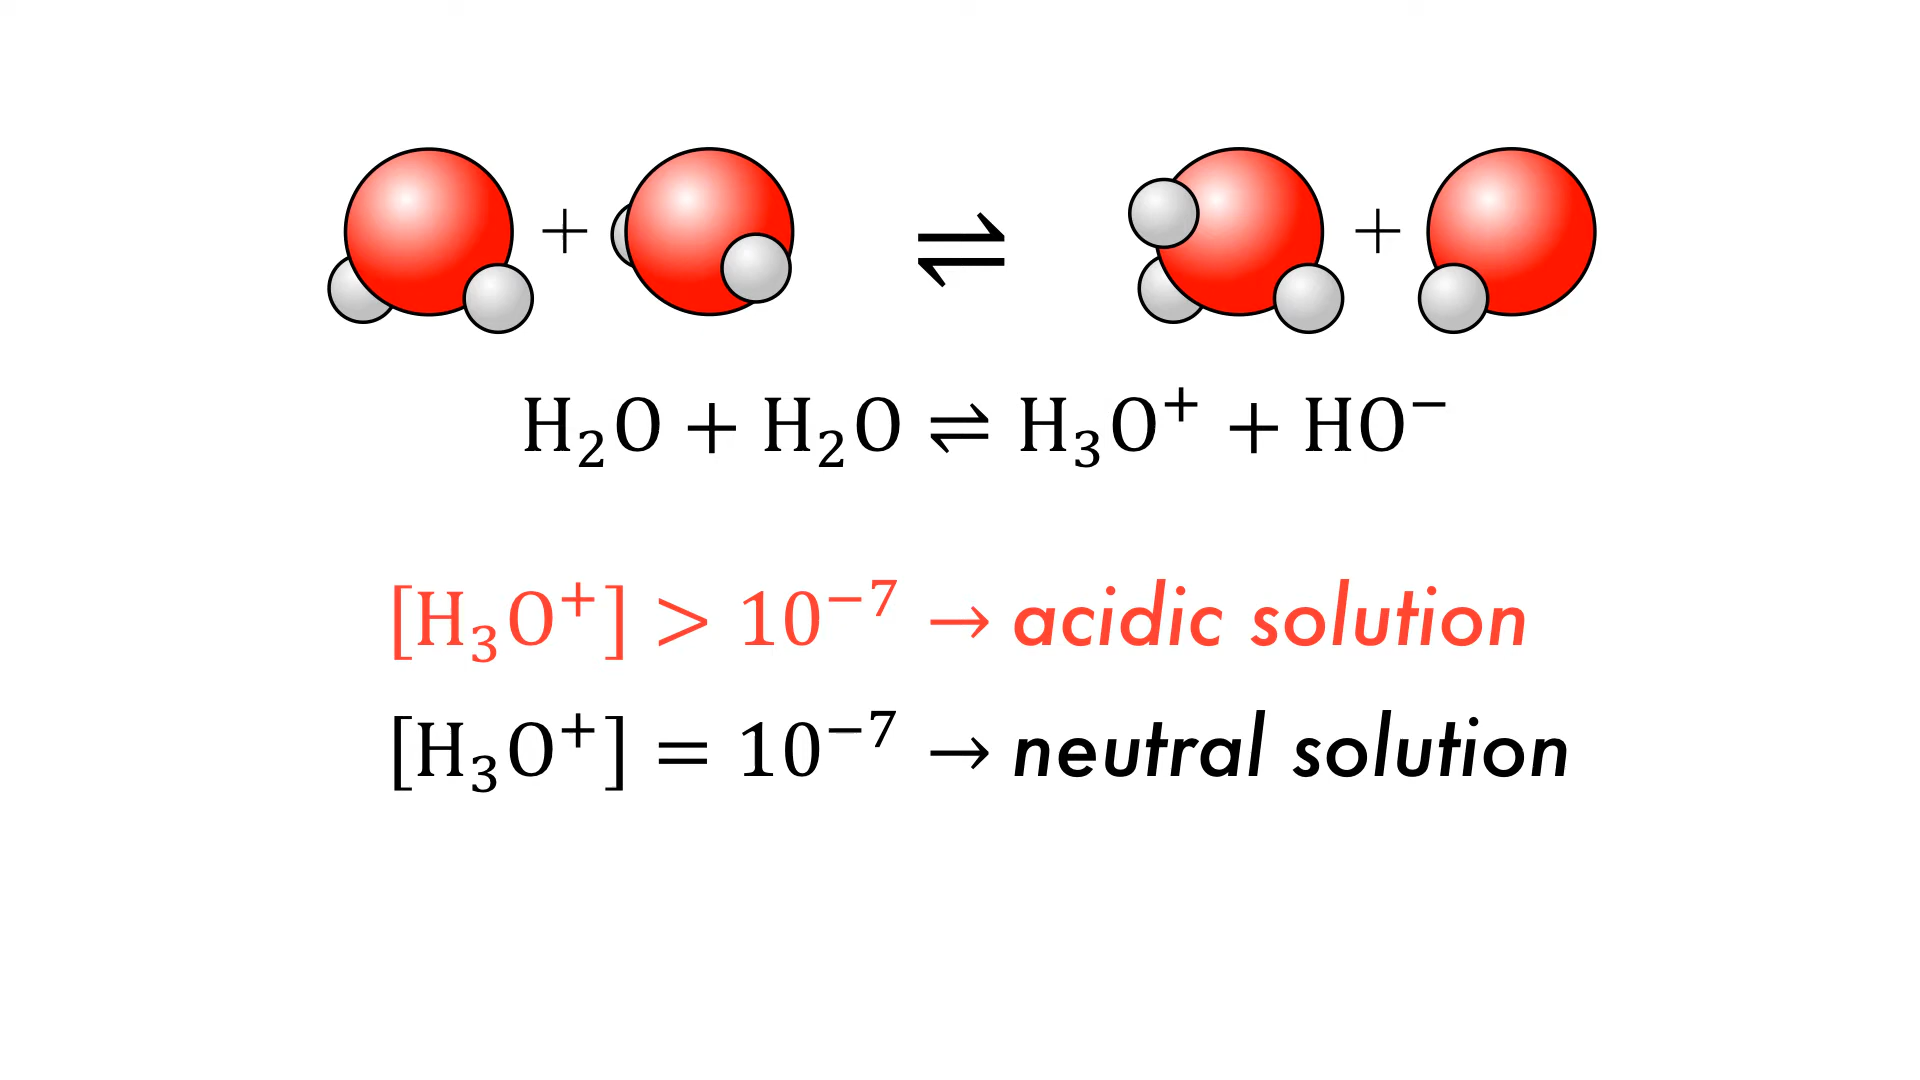 + ⇌ +
H₂O + H₂O ⇌ H₃O⁺ + HO⁻
[H₃O⁺] > 10⁻⁷ → acidic solution
[H₃O⁺] = 10⁻⁷ → neutral solution